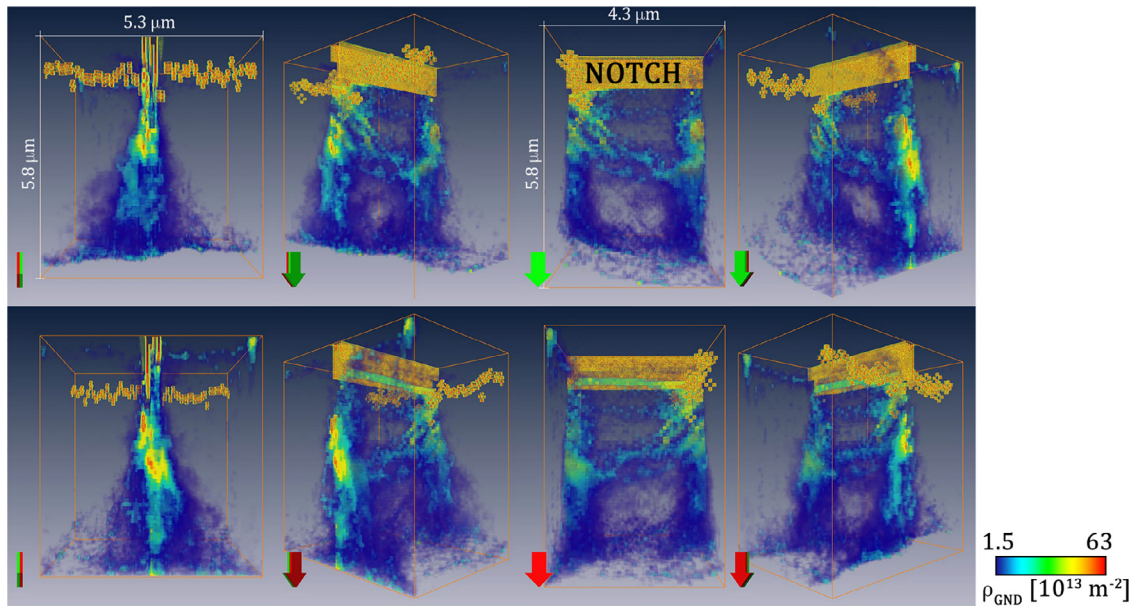 5.3 µm
4.3 µm
5.8 µm
NOTCH
5.8 µm
1.5 63
ρGND [10¹³ m⁻²]